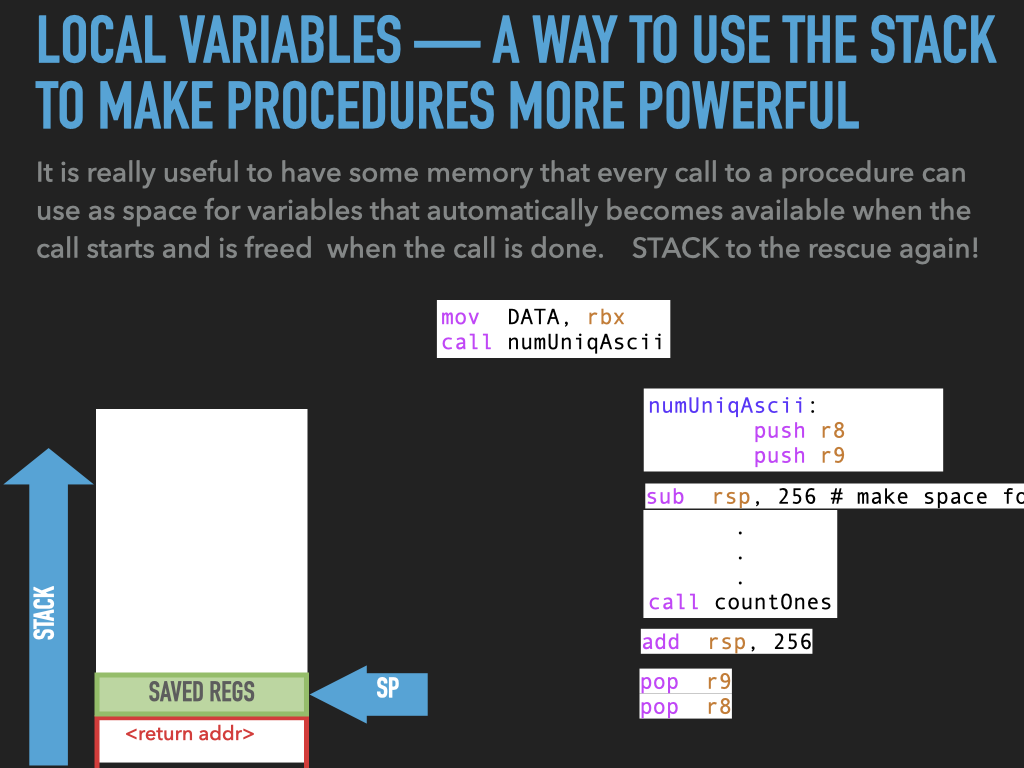 LOCAL VARIABLES — A WAY TO USE THE STACK
TO MAKE PROCEDURES MORE POWERFUL
It is really useful to have some memory that every call to a procedure can
use as space for variables that automatically becomes available when the
call starts and is freed  when the call is done.    STACK to the rescue again!
mov  DATA, rbx
call numUniqAscii
numUniqAscii:
push r8
push r9
sub  rsp, 256 # make space fo
.
.
.
call countOnes
add  rsp, 256
pop  r9
pop  r8
STACK
SAVED REGS
SP
<return addr>